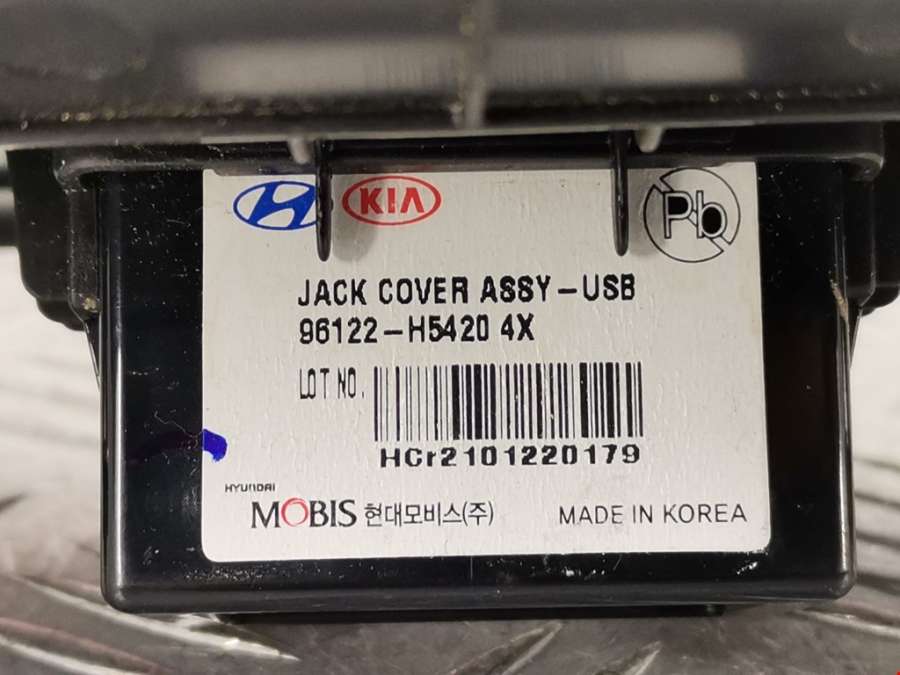 KIA
Pb
JACK COVER ASSY-USB
96122-H5420 4X
LOT NO.
HCr2101220179
HYUNDAI
MOBIS 현대모비스(주)
MADE IN KOREA